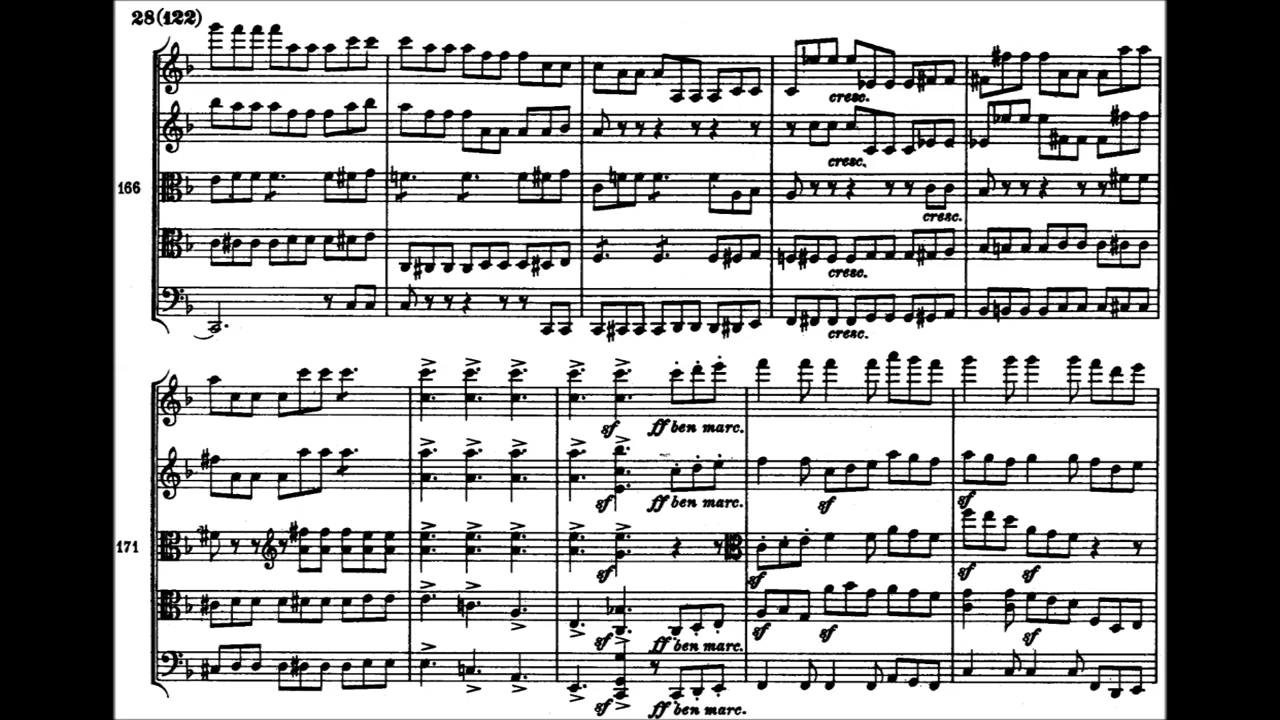 28(122)
cresc.
cresc.
166
cresc.
cresc.
cresc.
sf ff ben marc.
sf ff ben marc.
sf
sf
171
sf sf
sf
sf ff ben marc.
sf sf
sf
sf ff ben marc.